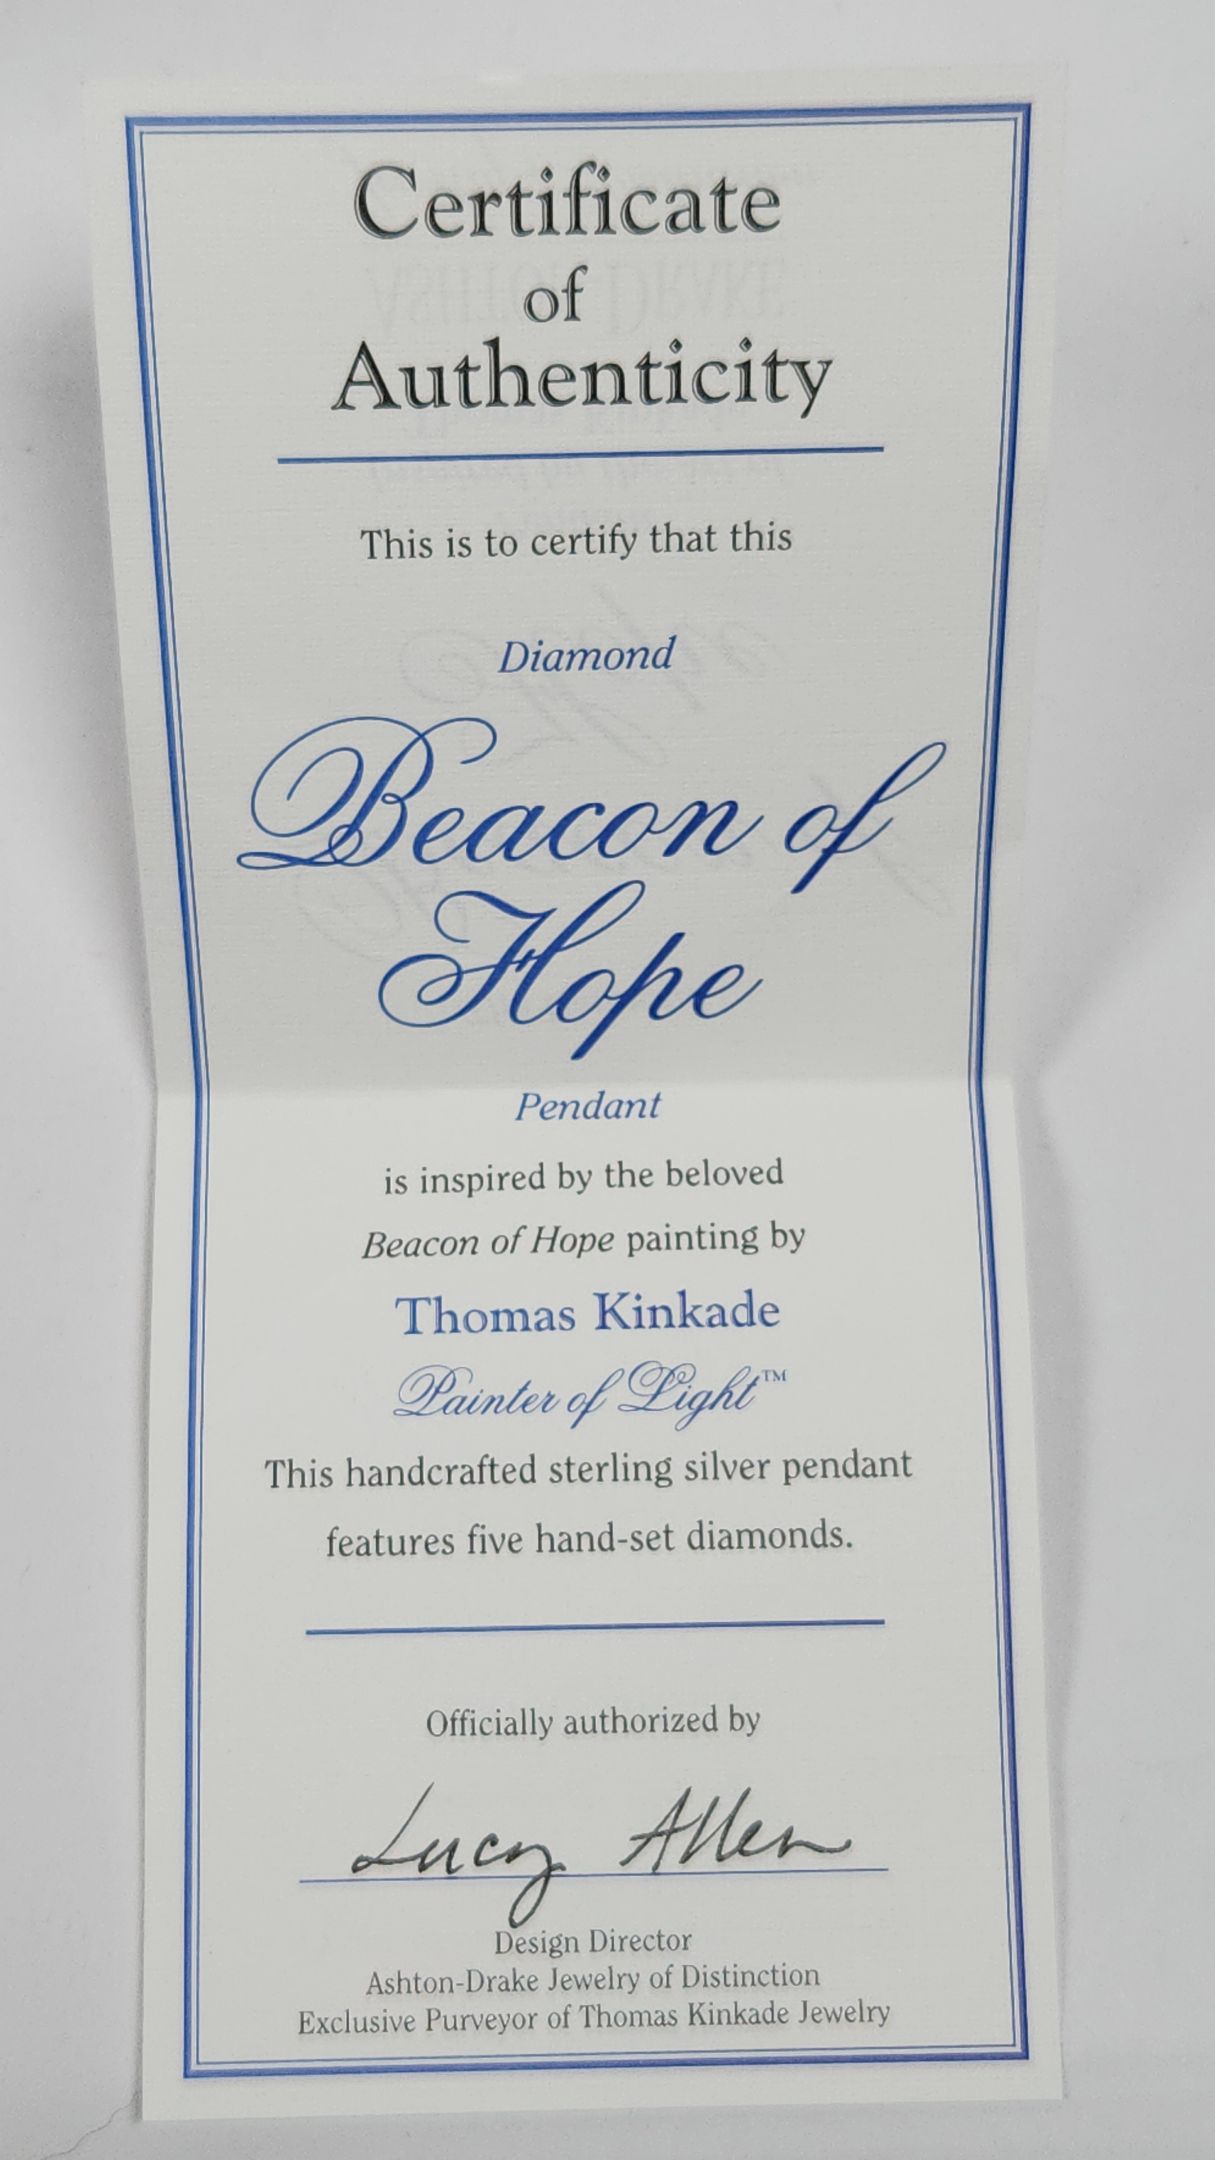 Certificate
of
Authenticity
This is to certify that this
Diamond
Beacon of
Hope
Pendant
is inspired by the beloved
Beacon of Hope painting by
Thomas Kinkade
Painter of Light™
This handcrafted sterling silver pendant
features five hand-set diamonds.
Officially authorized by
Lucy Allen
Design Director
Ashton-Drake Jewelry of Distinction
Exclusive Purveyor of Thomas Kinkade Jewelry